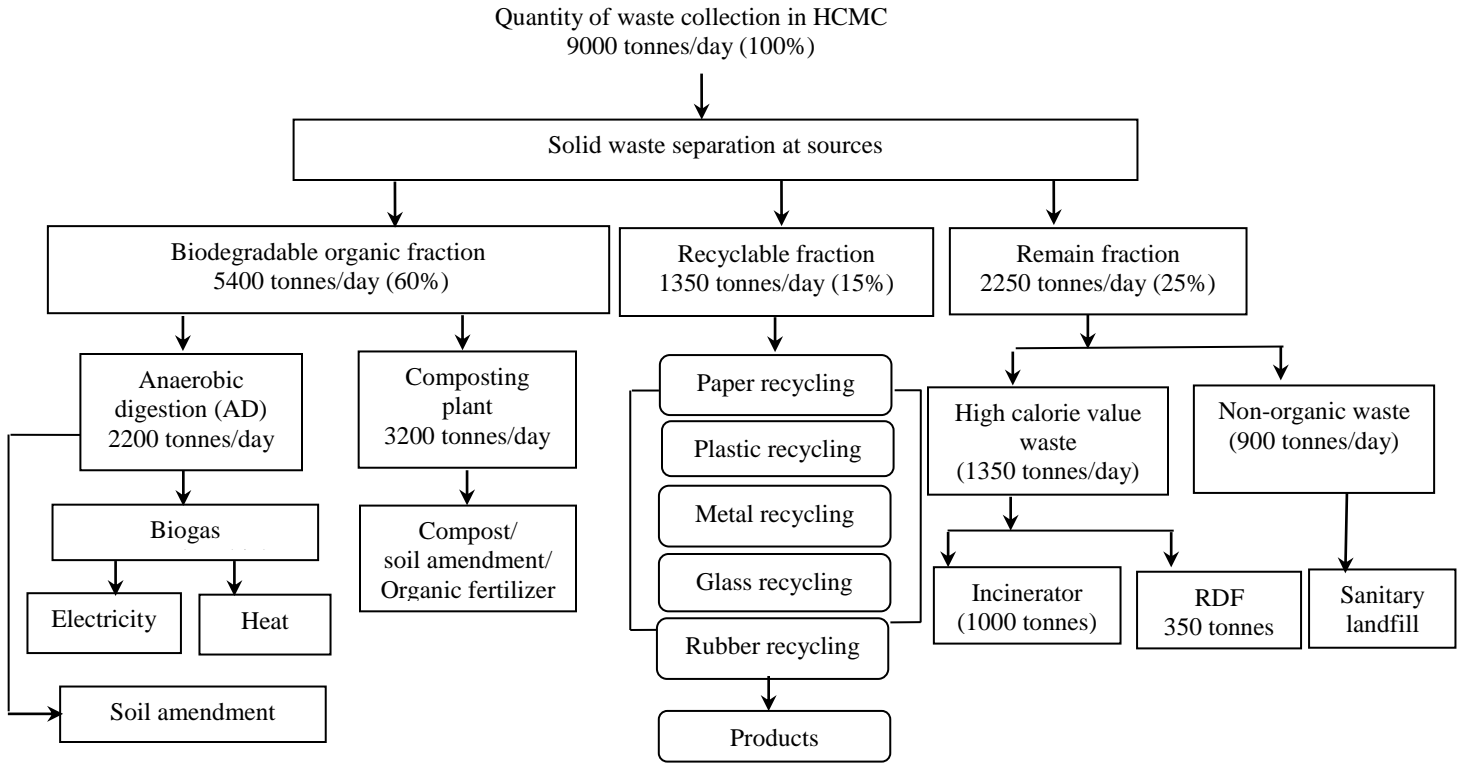 Quantity of waste collection in HCMC
9000 tonnes/day (100%)
Solid waste separation at sources
Biodegradable organic fraction
5400 tonnes/day (60%)
Recyclable fraction
1350 tonnes/day (15%)
Remain fraction
2250 tonnes/day (25%)
Anaerobic
digestion (AD)
2200 tonnes/day
Composting
plant
3200 tonnes/day
Paper recycling
Plastic recycling
Metal recycling
Glass recycling
Rubber recycling
Products
High calorie value
waste
(1350 tonnes/day)
Non-organic waste
(900 tonnes/day)
Biogas
Compost/
soil amendment/
Organic fertilizer
Electricity
Heat
Soil amendment
Incinerator
(1000 tonnes)
RDF
350 tonnes
Sanitary
landfill